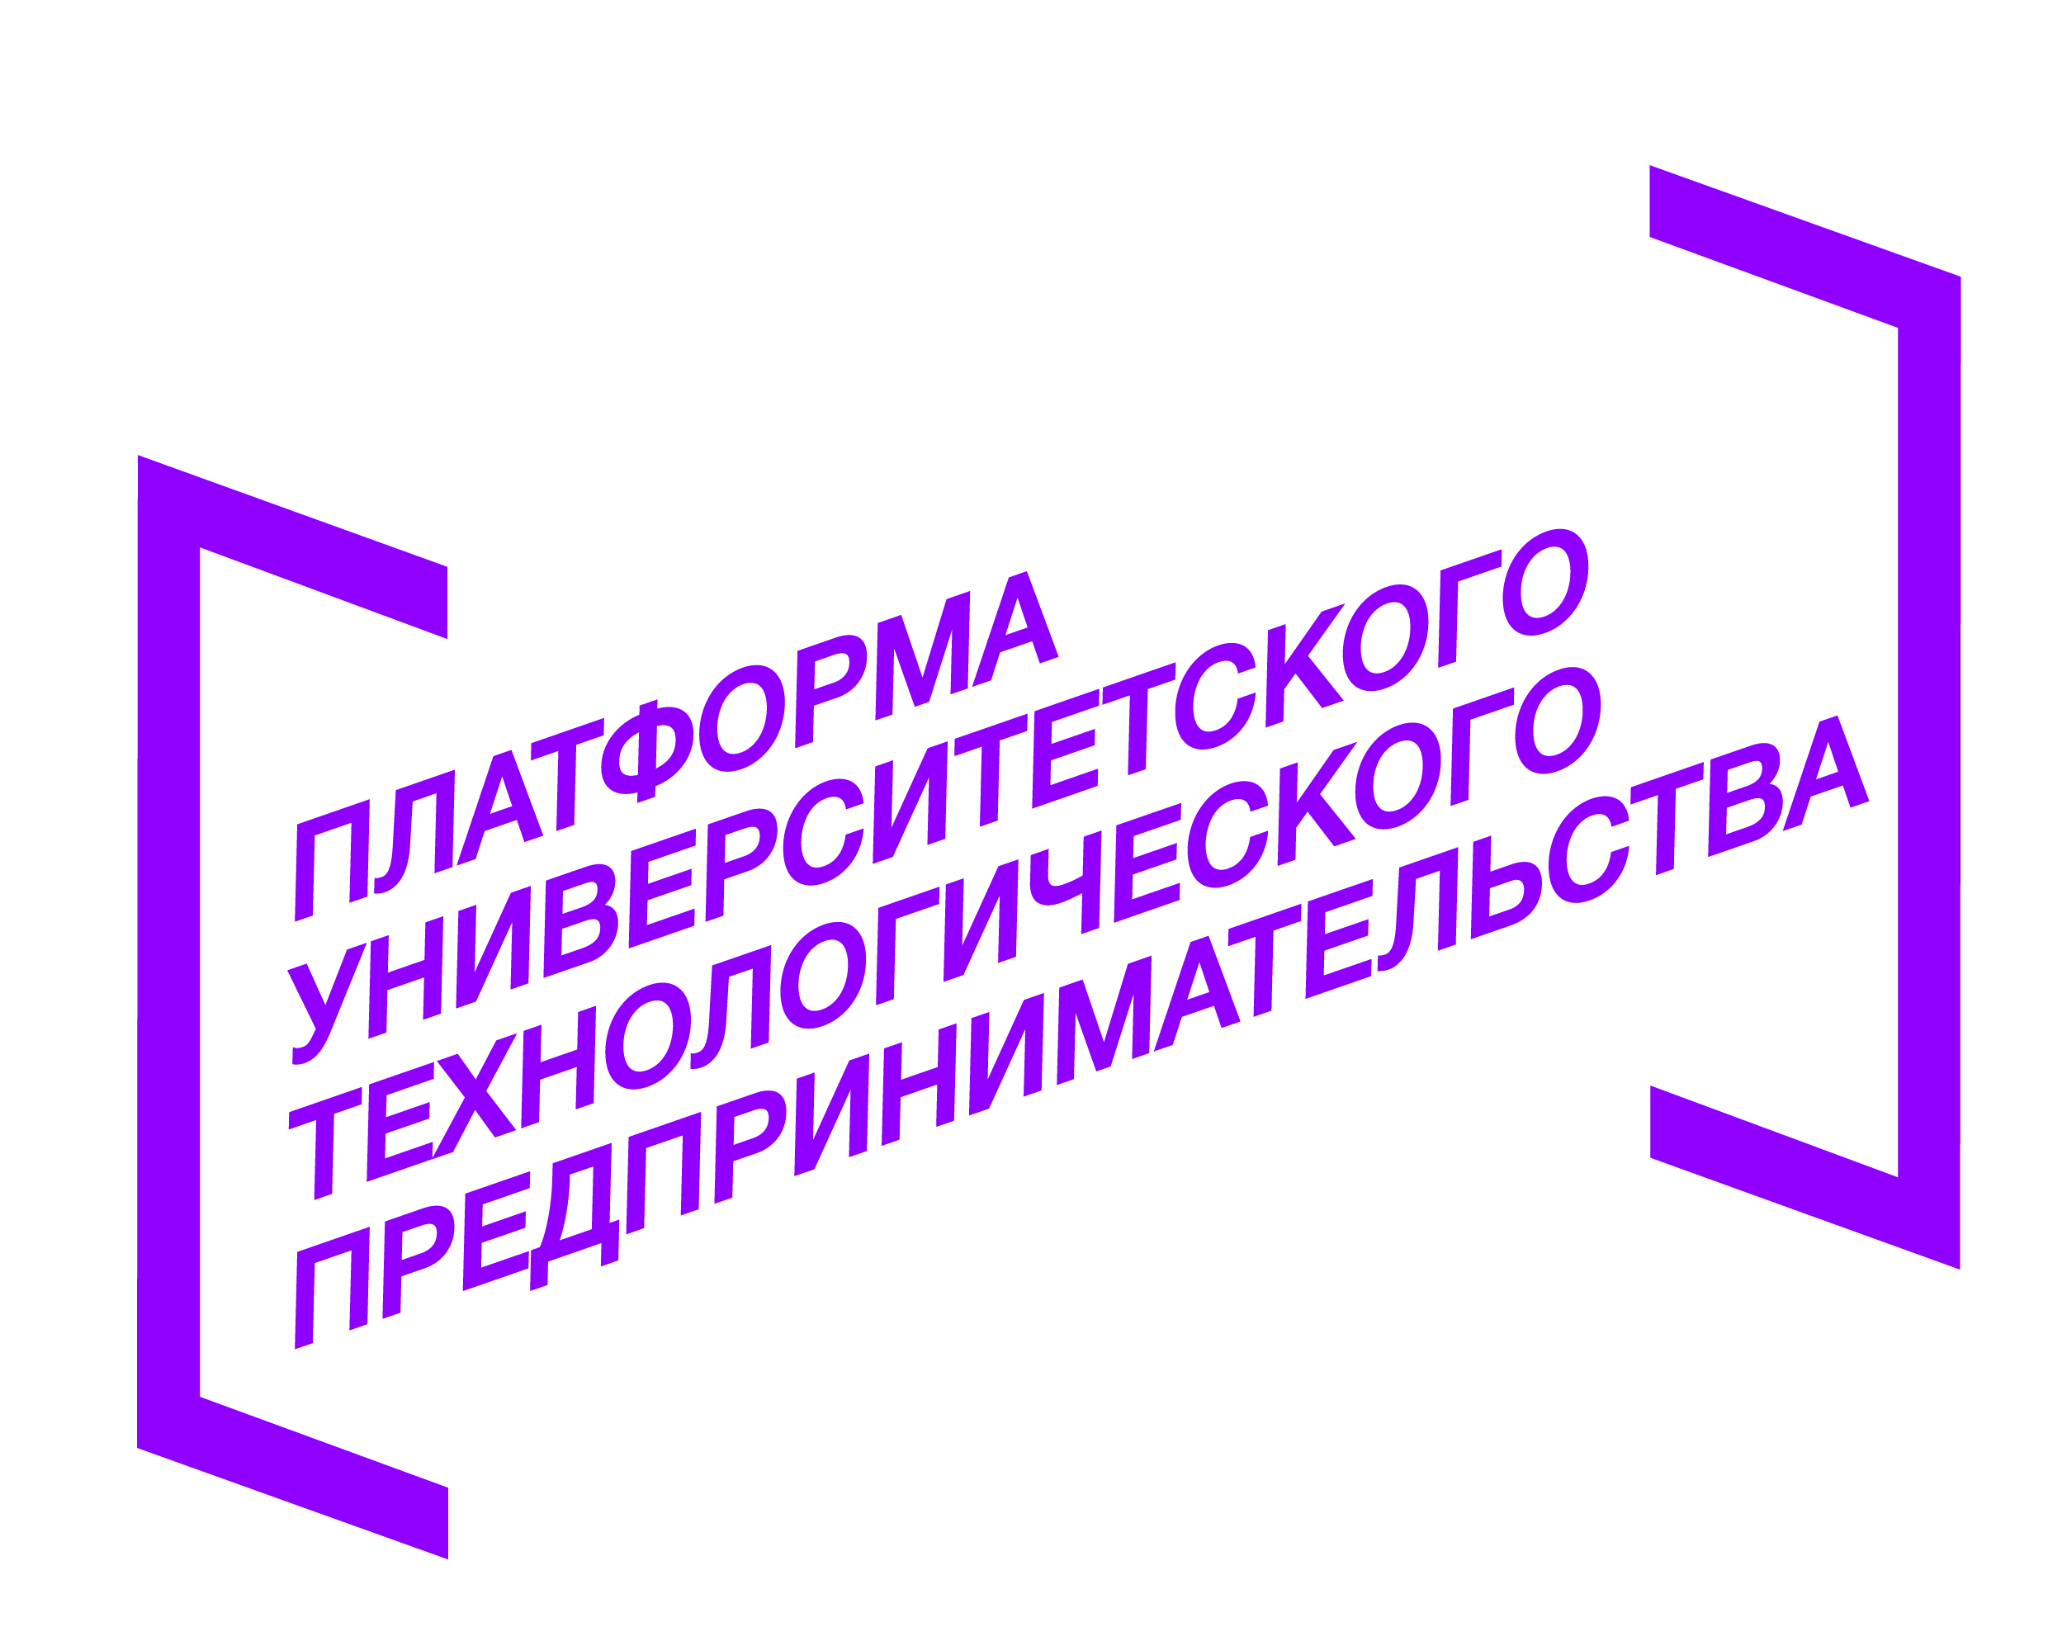 ПЛАТФОРМА
УНИВЕРСИТЕТСКОГО
ТЕХНОЛОГИЧЕСКОГО
ПРЕДПРИНИМАТЕЛЬСТВА